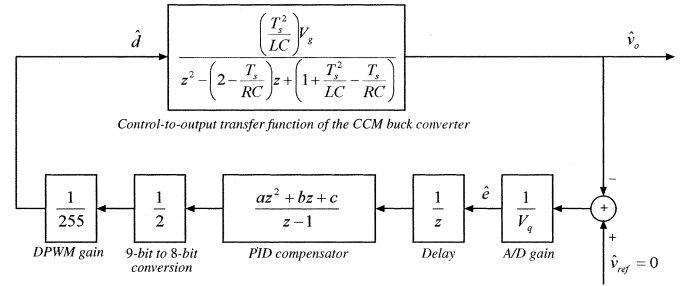 d̂
(T_s^2 / LC) V_g
z^2 − (2 − T_s / RC) z + (1 + T_s^2 / LC − T_s / RC)
v̂_o
Control-to-output transfer function of the CCM buck converter
1 / 255
1 / 2
az^2 + bz + c / z − 1
1 / z
ê
1 / V_q
−
+
+
v̂_ref = 0
DPWM gain
9-bit to 8-bit
conversion
PID compensator
Delay
A/D gain